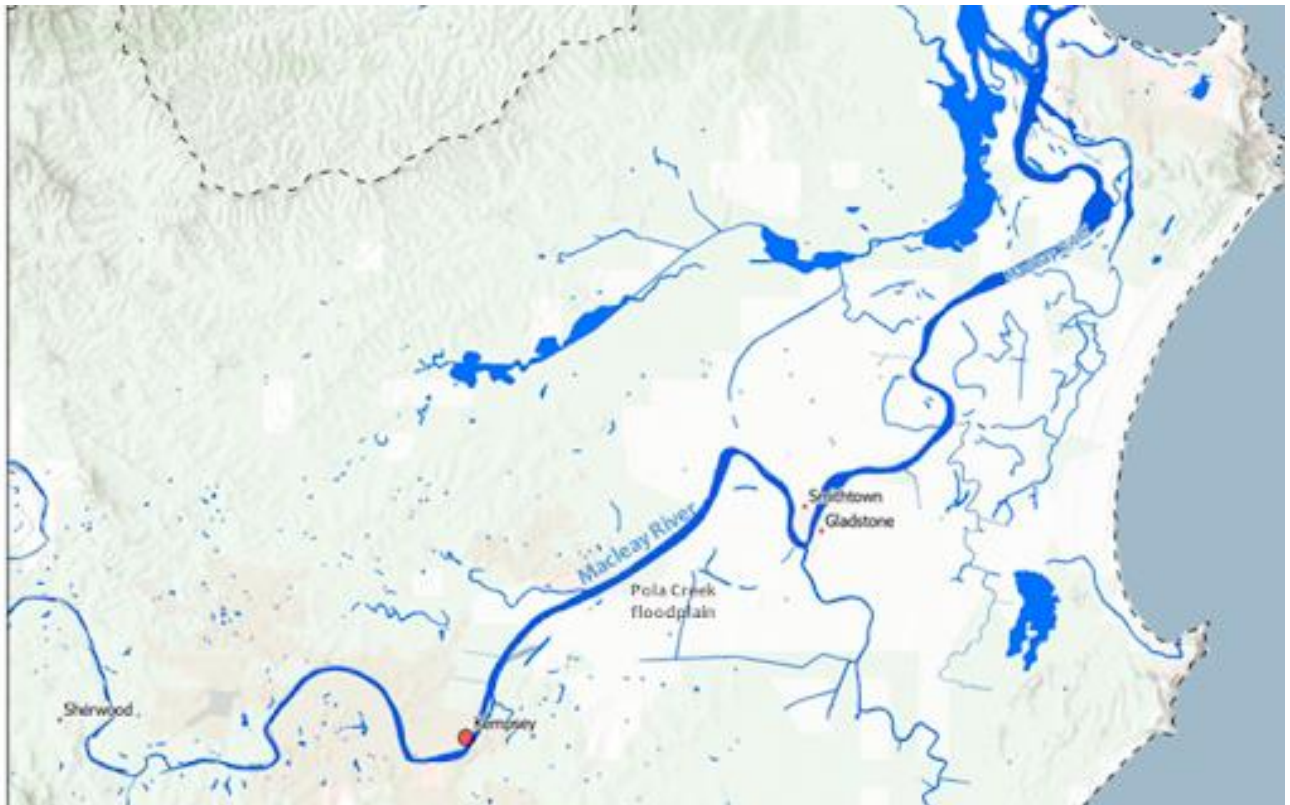 Smithtown
Gladstone
Macleay River
Pola Creek
floodplain
Sherwood
Kempsey